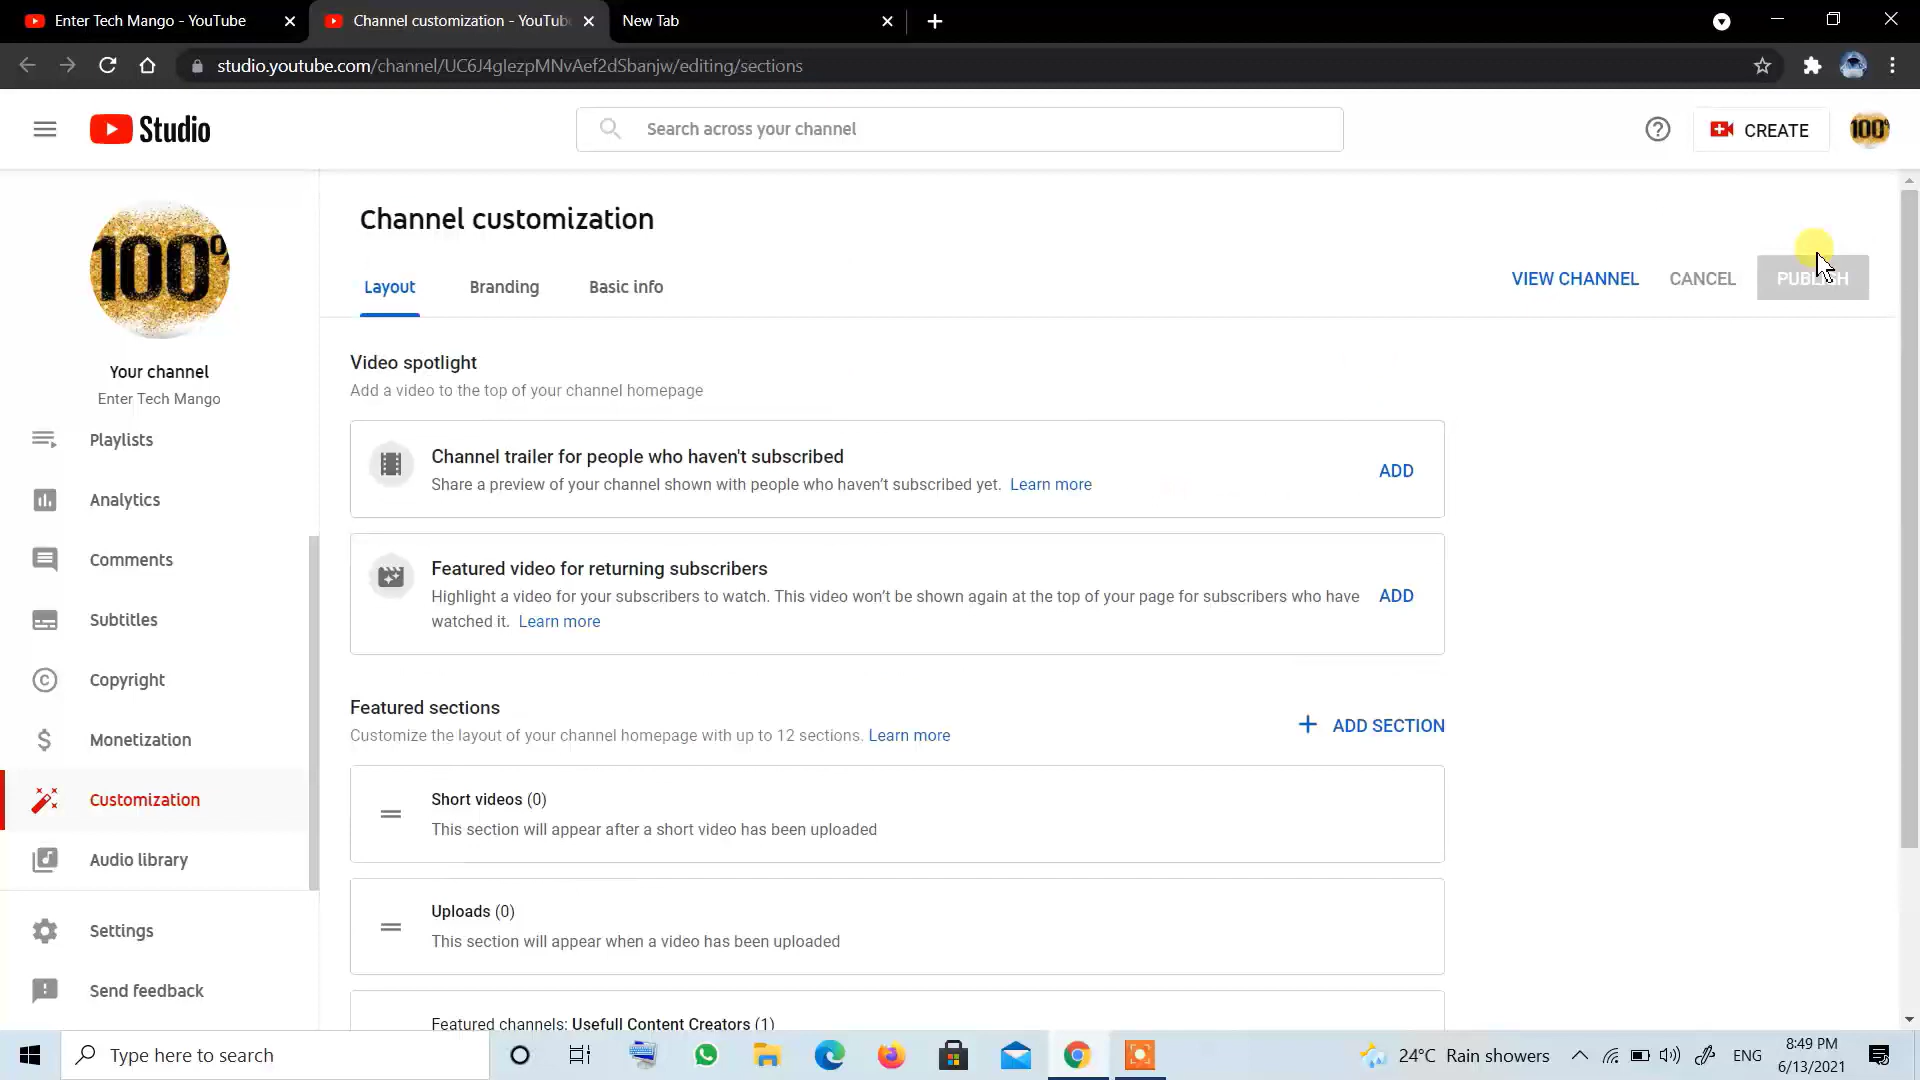 Enter Tech Mango - YouTube
Channel customization - YouTube
New Tab
studio.youtube.com/channel/UC6J4glezpMNvAef2dSbanjw/editing/sections
Studio
Search across your channel
CREATE
100%
100%
Your channel
Enter Tech Mango
Playlists
Analytics
Comments
Subtitles
Copyright
Monetization
Customization
Audio library
Settings
Send feedback
Channel customization
Layout
Branding
Basic info
VIEW CHANNEL
CANCEL
PUBLISH
Video spotlight
Add a video to the top of your channel homepage
Channel trailer for people who haven't subscribed
Share a preview of your channel shown with people who haven't subscribed yet. Learn more
ADD
Featured video for returning subscribers
Highlight a video for your subscribers to watch. This video won't be shown again at the top of your page for subscribers who have
watched it. Learn more
ADD
Featured sections
Customize the layout of your channel homepage with up to 12 sections. Learn more
ADD SECTION
Short videos (0)
This section will appear after a short video has been uploaded
Uploads (0)
This section will appear when a video has been uploaded
Featured channels: Usefull Content Creators (1)
Type here to search
24°C Rain showers
ENG
8:49 PM
6/13/2021